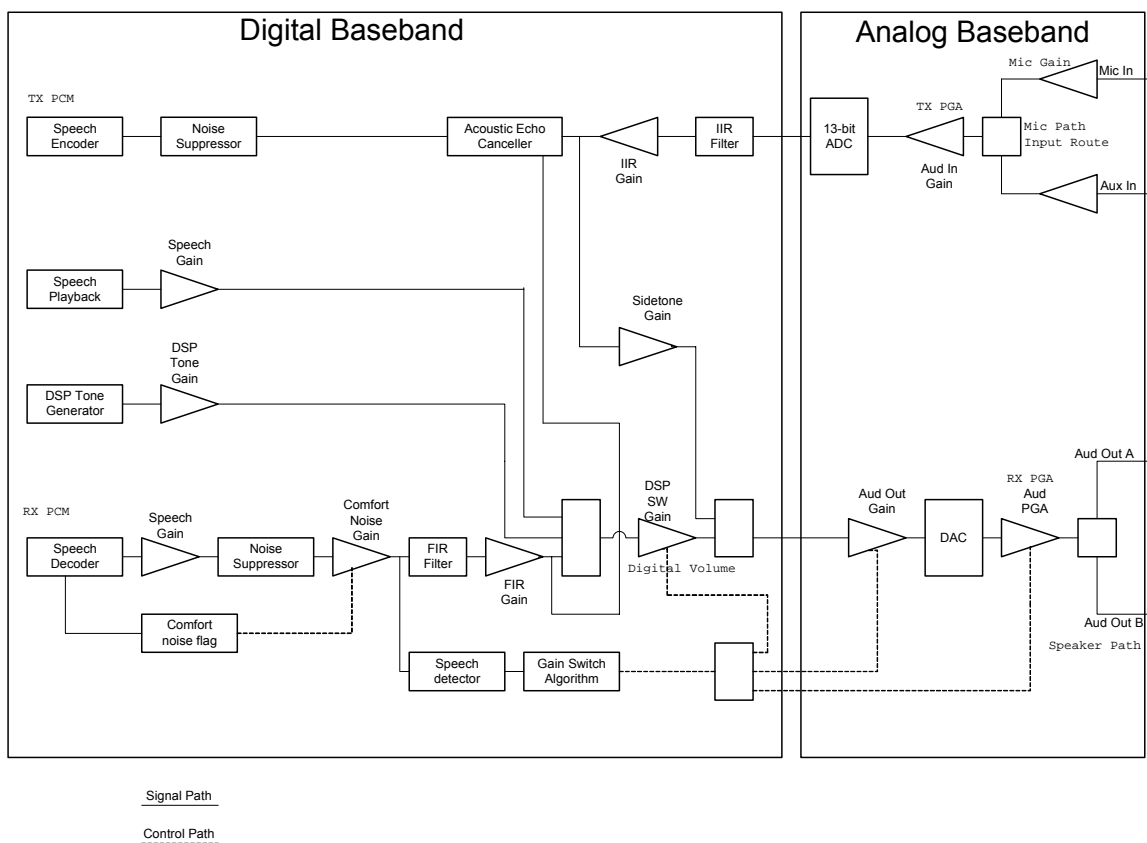 Digital Baseband
Analog Baseband
Mic Gain
Mic In
TX PCM
TX PGA
Speech
Encoder
Noise
Suppressor
Acoustic Echo
Canceller
IIR
Gain
IIR
Filter
13-bit
ADC
Aud In
Gain
Mic Path
Input Route
Aux In
Speech
Gain
Speech
Playback
Sidetone
Gain
DSP
Tone
Gain
DSP Tone
Generator
Aud Out A
RX PCM
Speech
Gain
Comfort
Noise
Gain
DSP
SW
Gain
Aud Out
Gain
RX PGA
Aud
PGA
Speech
Decoder
Noise
Suppressor
FIR
Filter
FIR
Gain
Digital Volume
DAC
Comfort
noise flag
Aud Out B
Speaker Path
Speech
detector
Gain Switch
Algorithm
Signal Path
Control Path